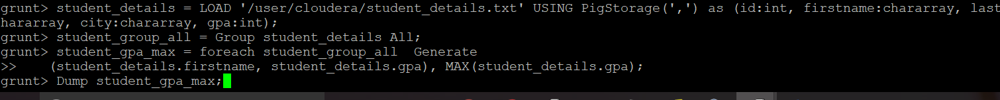 grunt> student_details = LOAD '/user/cloudera/student_details.txt' USING PigStorage(',') as (id:int, firstname:chararray, last
hararray, city:chararray, gpa:int);
grunt> student_group_all = Group student_details All;
grunt> student_gpa_max = foreach student_group_all  Generate
>>    (student_details.firstname, student_details.gpa), MAX(student_details.gpa);
grunt> Dump student_gpa_max;